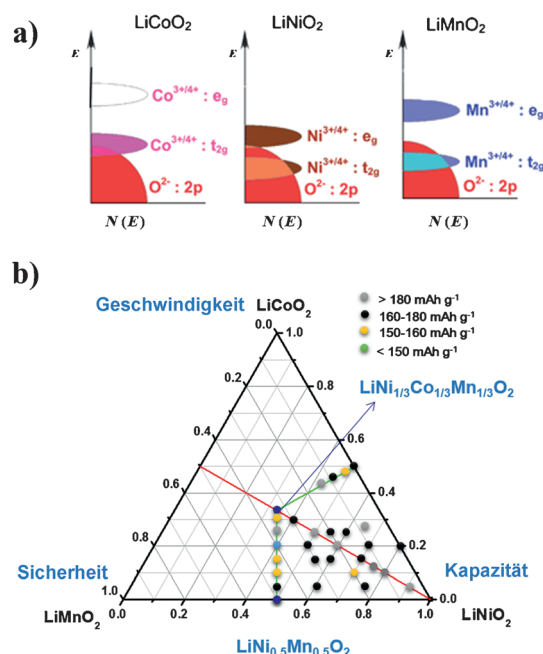 a)
LiCoO₂
LiNiO₂
LiMnO₂
E
E
E
Co³⁺/⁴⁺ : e_g
Co³⁺/⁴⁺ : t₂g
O²⁻ : 2p
Ni³⁺/⁴⁺ : e_g
Ni³⁺/⁴⁺ : t₂g
O²⁻ : 2p
Mn³⁺/⁴⁺ : e_g
Mn³⁺/⁴⁺ : t₂g
O²⁻ : 2p
N (E)
N (E)
N (E)
b)
Geschwindigkeit
LiCoO₂
> 180 mAh g⁻¹
160-180 mAh g⁻¹
150-160 mAh g⁻¹
< 150 mAh g⁻¹
LiNi₁/₃Co₁/₃Mn₁/₃O₂
0.0
1.0
0.2
0.8
0.4
0.6
0.6
0.4
0.8
0.2
1.0
0.0
0.0
0.2
0.4
0.6
0.8
1.0
Sicherheit
Kapazität
LiMnO₂
LiNiO₂
LiNi₀.₅Mn₀.₅O₂